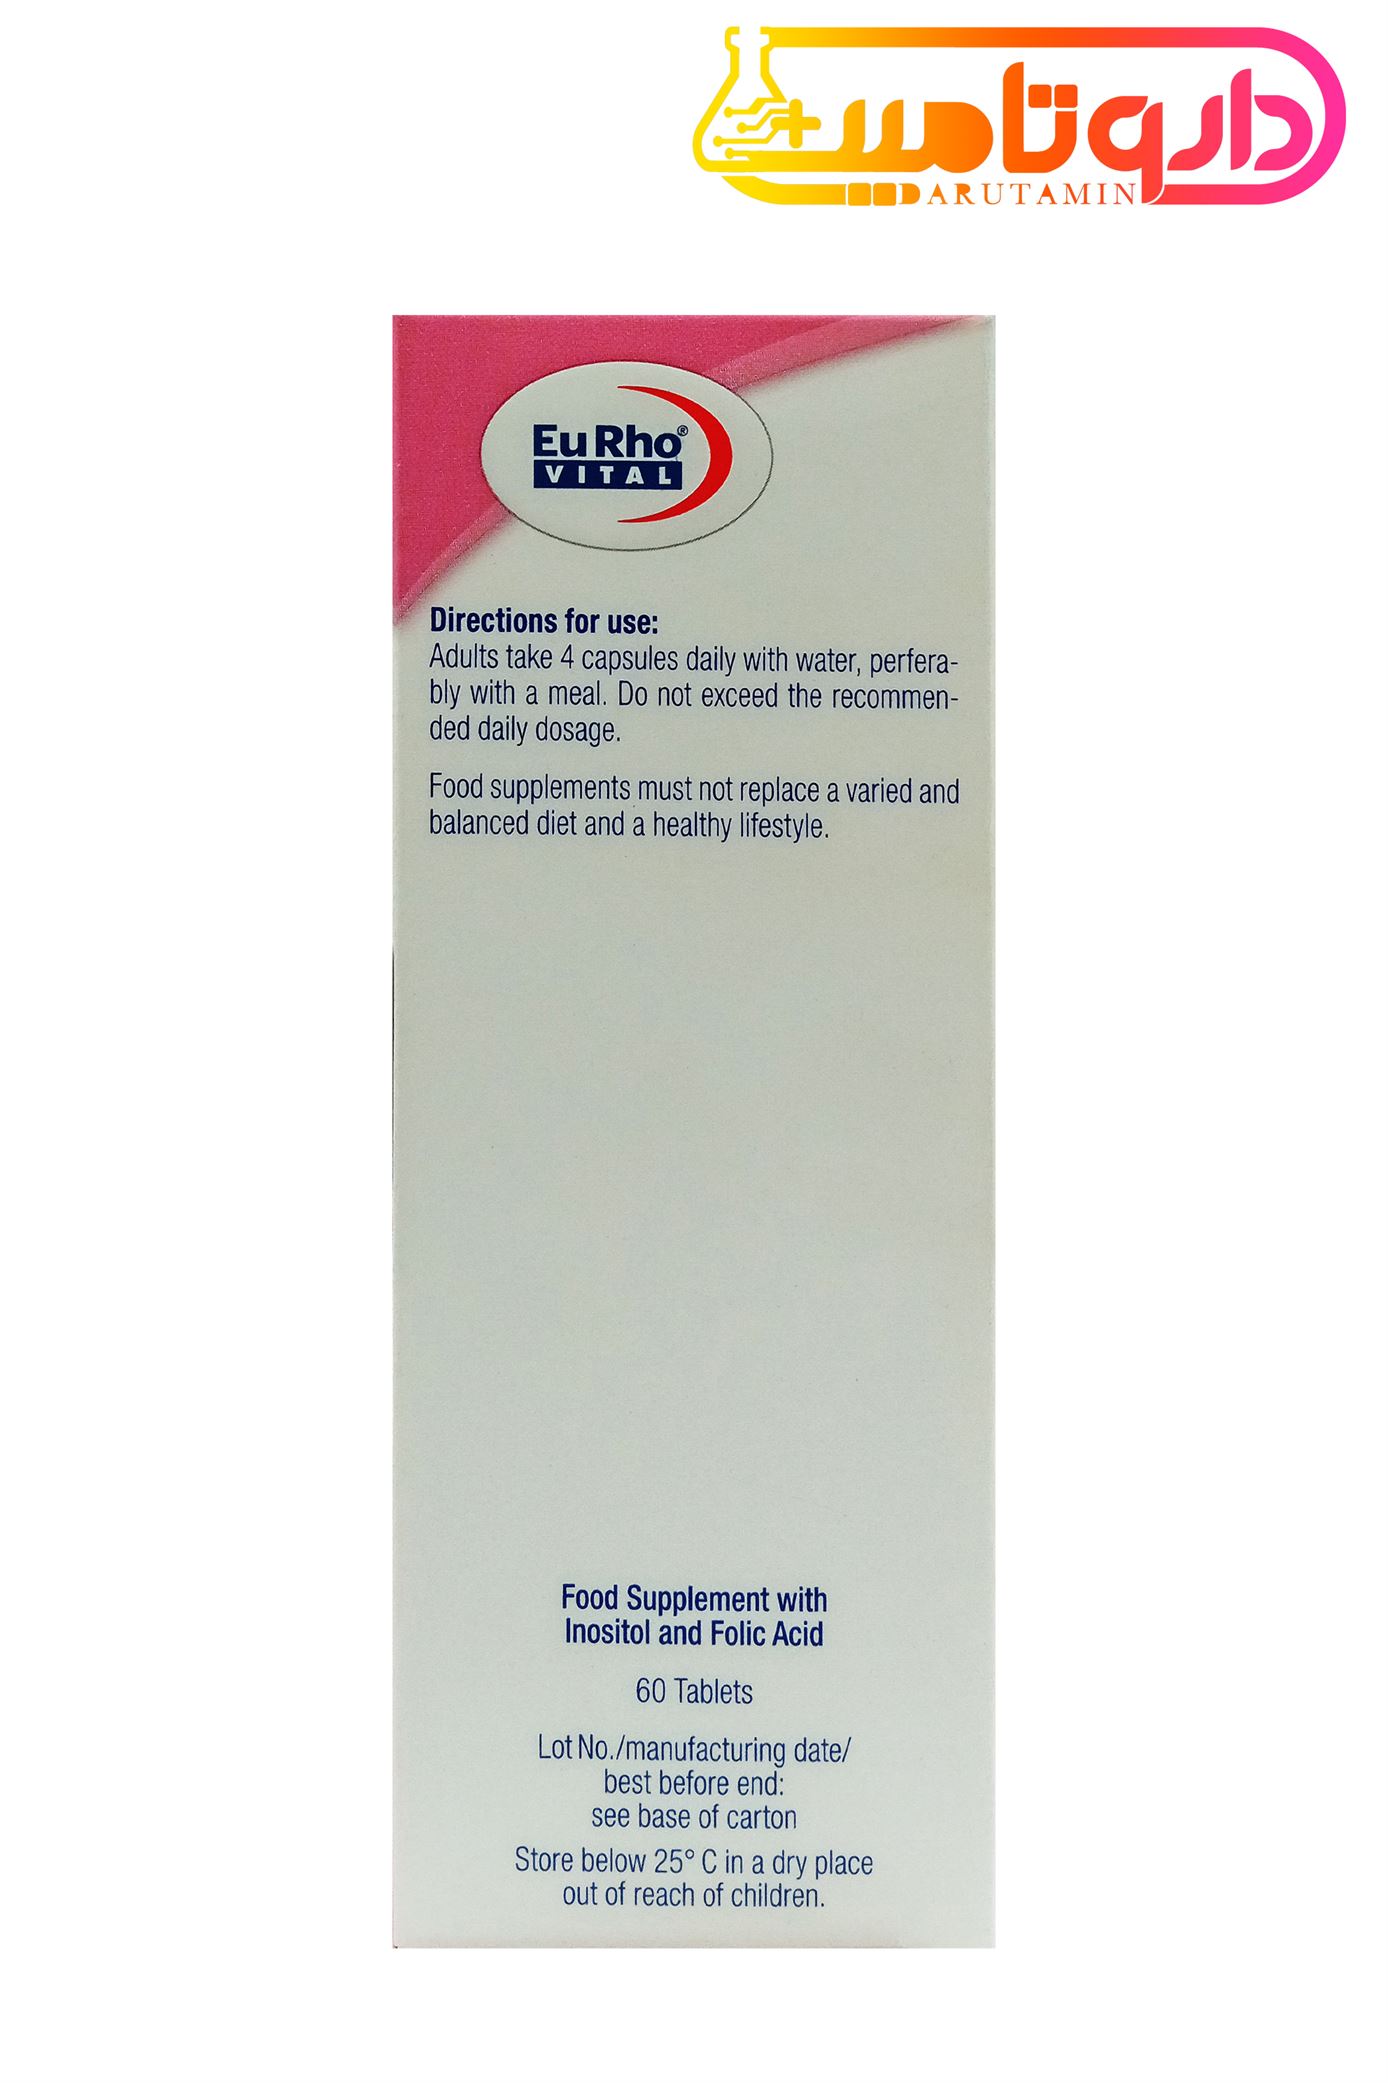 داروتامین
DARUTAMIN
EuRho®
VITAL
Directions for use:
Adults take 4 capsules daily with water, perfera-
bly with a meal. Do not exceed the recommen-
ded daily dosage.
Food supplements must not replace a varied and
balanced diet and a healthy lifestyle.
Food Supplement with
Inositol and Folic Acid
60 Tablets
Lot No./manufacturing date/
best before end:
see base of carton
Store below 25° C in a dry place
out of reach of children.